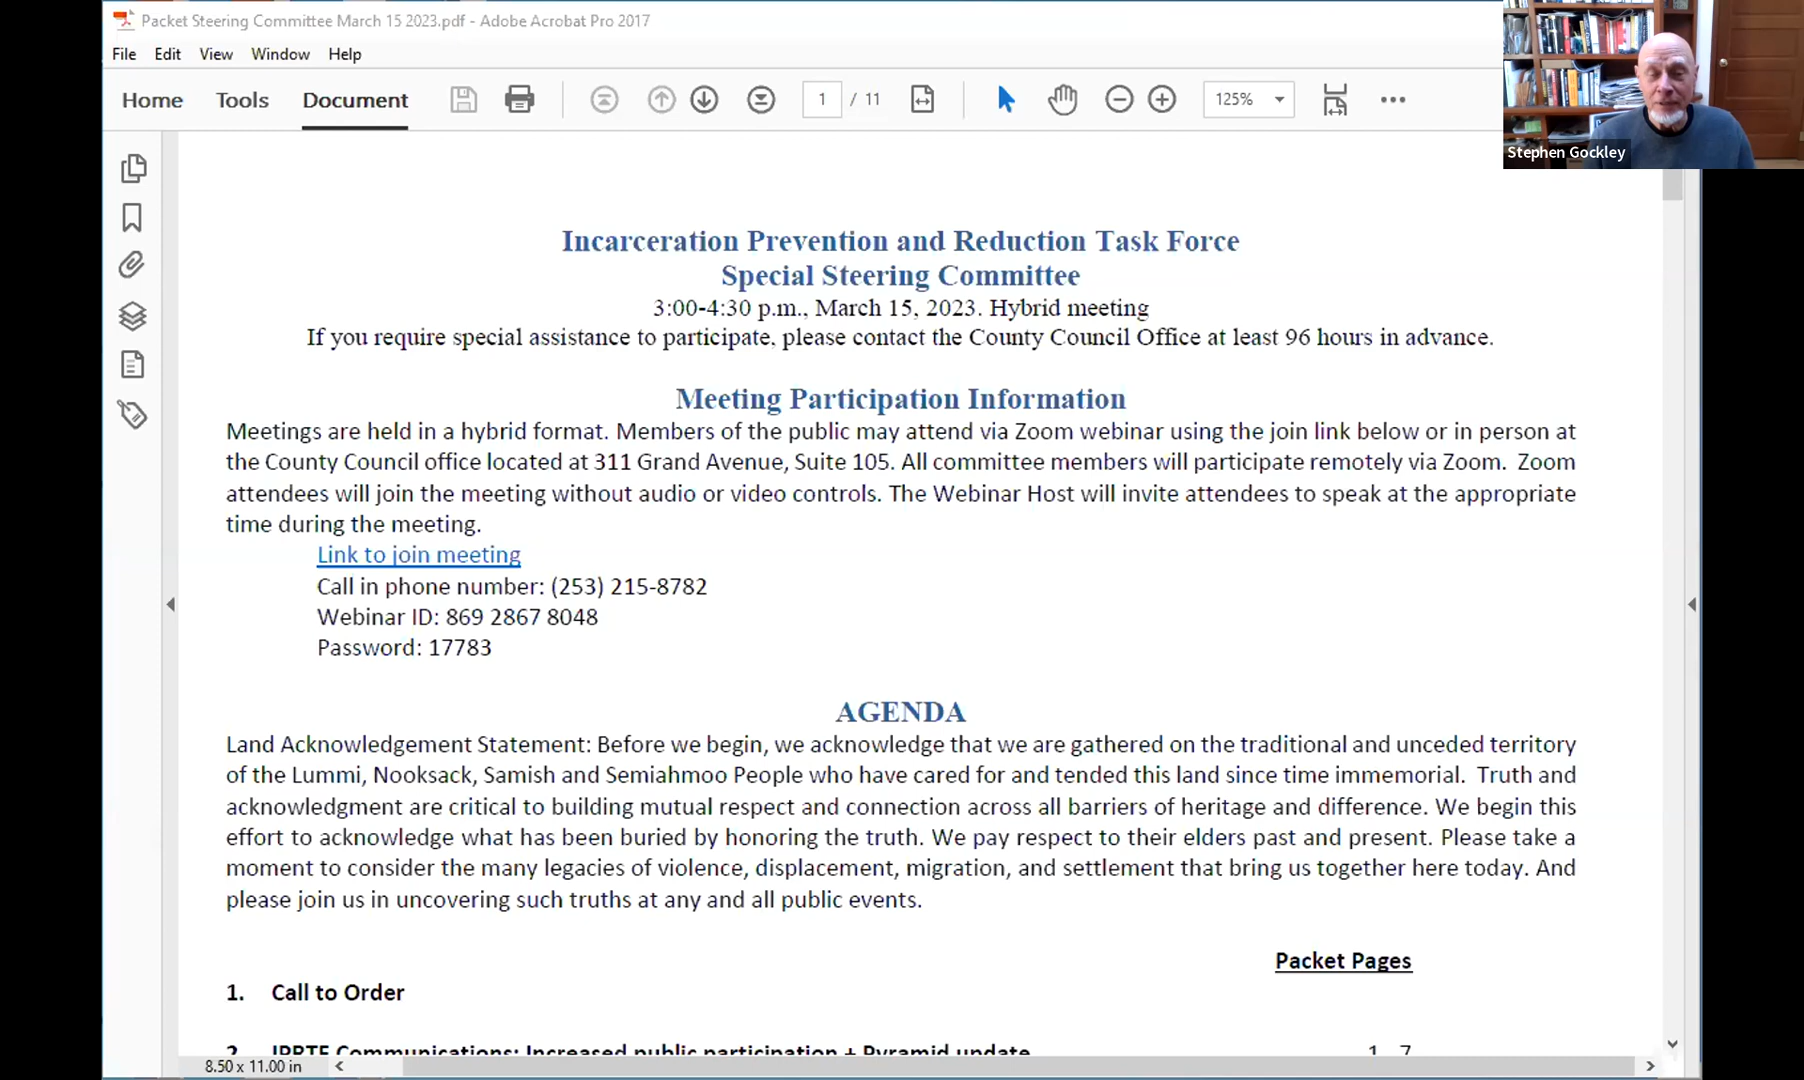 Packet Steering Committee March 15 2023.pdf - Adobe Acrobat Pro 2017
File Edit View Window Help
Home Tools Document 1 / 11 125%
Stephen Gockley
Incarceration Prevention and Reduction Task Force
Special Steering Committee
3:00-4:30 p.m., March 15, 2023. Hybrid meeting
If you require special assistance to participate, please contact the County Council Office at least 96 hours in advance.
Meeting Participation Information
Meetings are held in a hybrid format. Members of the public may attend via Zoom webinar using the join link below or in person at
the County Council office located at 311 Grand Avenue, Suite 105. All committee members will participate remotely via Zoom. Zoom
attendees will join the meeting without audio or video controls. The Webinar Host will invite attendees to speak at the appropriate
time during the meeting.
Link to join meeting
Call in phone number: (253) 215-8782
Webinar ID: 869 2867 8048
Password: 17783
AGENDA
Land Acknowledgement Statement: Before we begin, we acknowledge that we are gathered on the traditional and unceded territory
of the Lummi, Nooksack, Samish and Semiahmoo People who have cared for and tended this land since time immemorial. Truth and
acknowledgment are critical to building mutual respect and connection across all barriers of heritage and difference. We begin this
effort to acknowledge what has been buried by honoring the truth. We pay respect to their elders past and present. Please take a
moment to consider the many legacies of violence, displacement, migration, and settlement that bring us together here today. And
please join us in uncovering such truths at any and all public events.
Packet Pages
1. Call to Order
2. IPRTF Communications: Increased public participation + Pyramid update 1 - 7
8.50 x 11.00 in